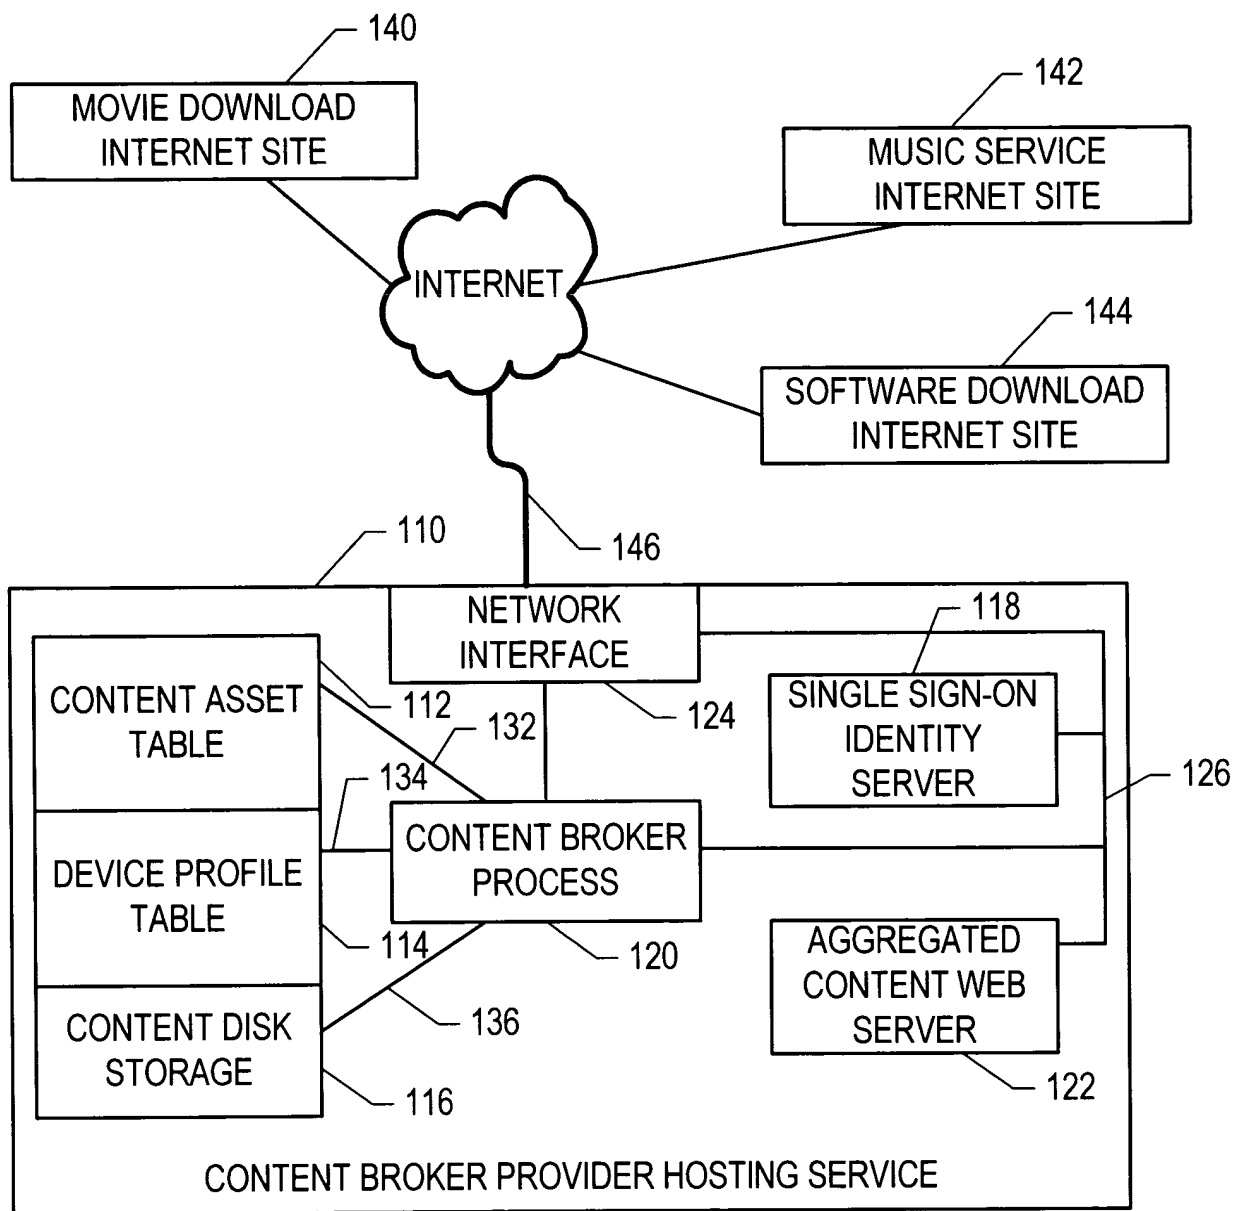 140
MOVIE DOWNLOAD
INTERNET SITE
142
MUSIC SERVICE
INTERNET SITE
INTERNET
144
SOFTWARE DOWNLOAD
INTERNET SITE
146
110
NETWORK
INTERFACE
124
118
SINGLE SIGN-ON
IDENTITY
SERVER
126
CONTENT ASSET
TABLE
112
132
134
DEVICE PROFILE
TABLE
114
CONTENT BROKER
PROCESS
120
136
CONTENT DISK
STORAGE
116
AGGREGATED
CONTENT WEB
SERVER
122
CONTENT BROKER PROVIDER HOSTING SERVICE